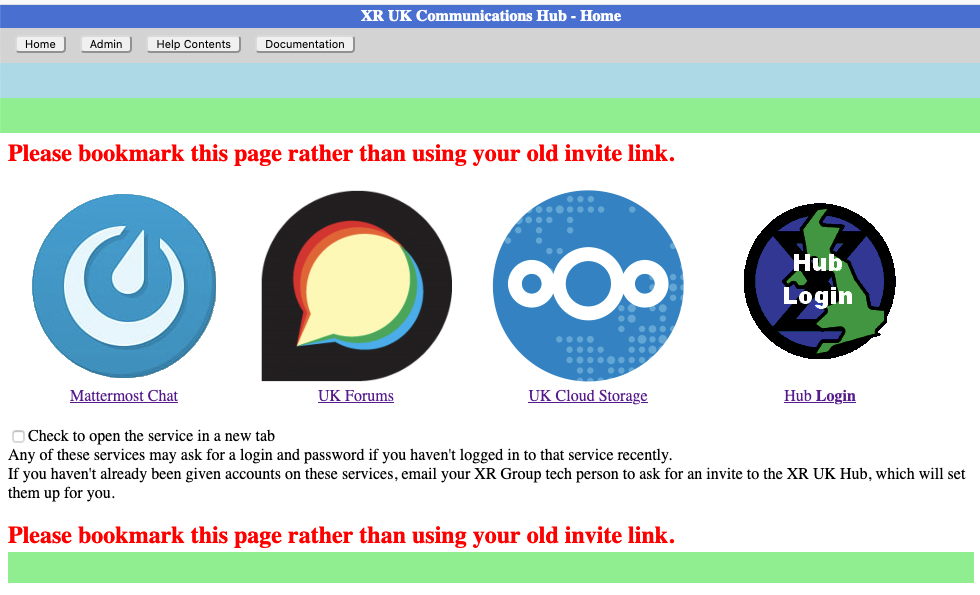 XR UK Communications Hub - Home
Home Admin Help Contents Documentation
Please bookmark this page rather than using your old invite link.
Hub
Login
Mattermost Chat UK Forums UK Cloud Storage Hub Login
Check to open the service in a new tab
Any of these services may ask for a login and password if you haven't logged in to that service recently.
If you haven't already been given accounts on these services, email your XR Group tech person to ask for an invite to the XR UK Hub, which will set
them up for you.
Please bookmark this page rather than using your old invite link.